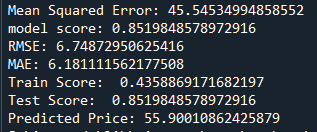 Mean Squared Error: 45.54534994858552
model score: 0.8519848578972916
RMSE: 6.74872950625416
MAE: 6.181111562177508
Train Score:  0.4358869171682197
Test Score:  0.8519848578972916
Predicted Price: 55.90010862425879